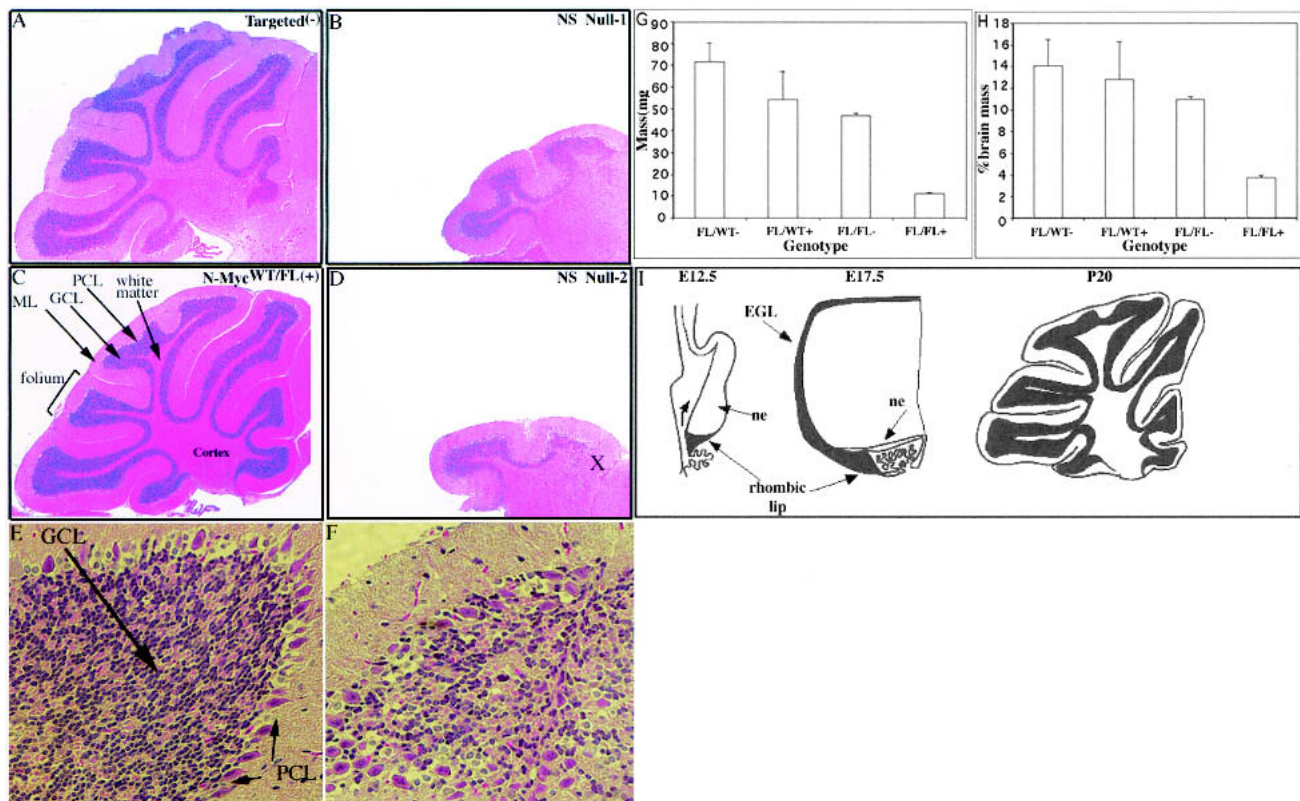 A Targeted(-)
B NS Null-1
C N-Myc WT/FL(+)
PCL white matter
GCL
ML
folium
Cortex
D NS Null-2
X
E GCL
PCL
F
G
Mass(mg
90
80
70
60
50
40
30
20
10
0
FL/WT- FL/WT+ FL/FL- FL/FL+
Genotype
H
% brain mass
16
14
12
10
8
6
4
2
0
FL/WT- FL/WT+ FL/FL- FL/FL+
Genotype
I E12.5 E17.5 P20
EGL
ne
ne
rhombic
lip